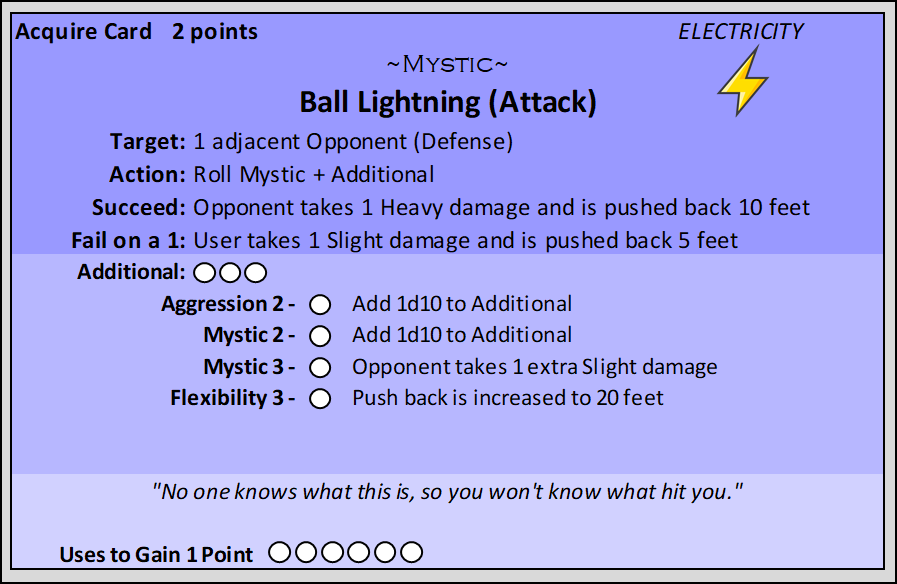 Acquire Card 2 points
ELECTRICITY
~Mystic~
Ball Lightning (Attack)
Target: 1 adjacent Opponent (Defense)
Action: Roll Mystic + Additional
Succeed: Opponent takes 1 Heavy damage and is pushed back 10 feet
Fail on a 1: User takes 1 Slight damage and is pushed back 5 feet
Additional:
Aggression 2 - Add 1d10 to Additional
Mystic 2 - Add 1d10 to Additional
Mystic 3 - Opponent takes 1 extra Slight damage
Flexibility 3 - Push back is increased to 20 feet
"No one knows what this is, so you won't know what hit you."
Uses to Gain 1 Point